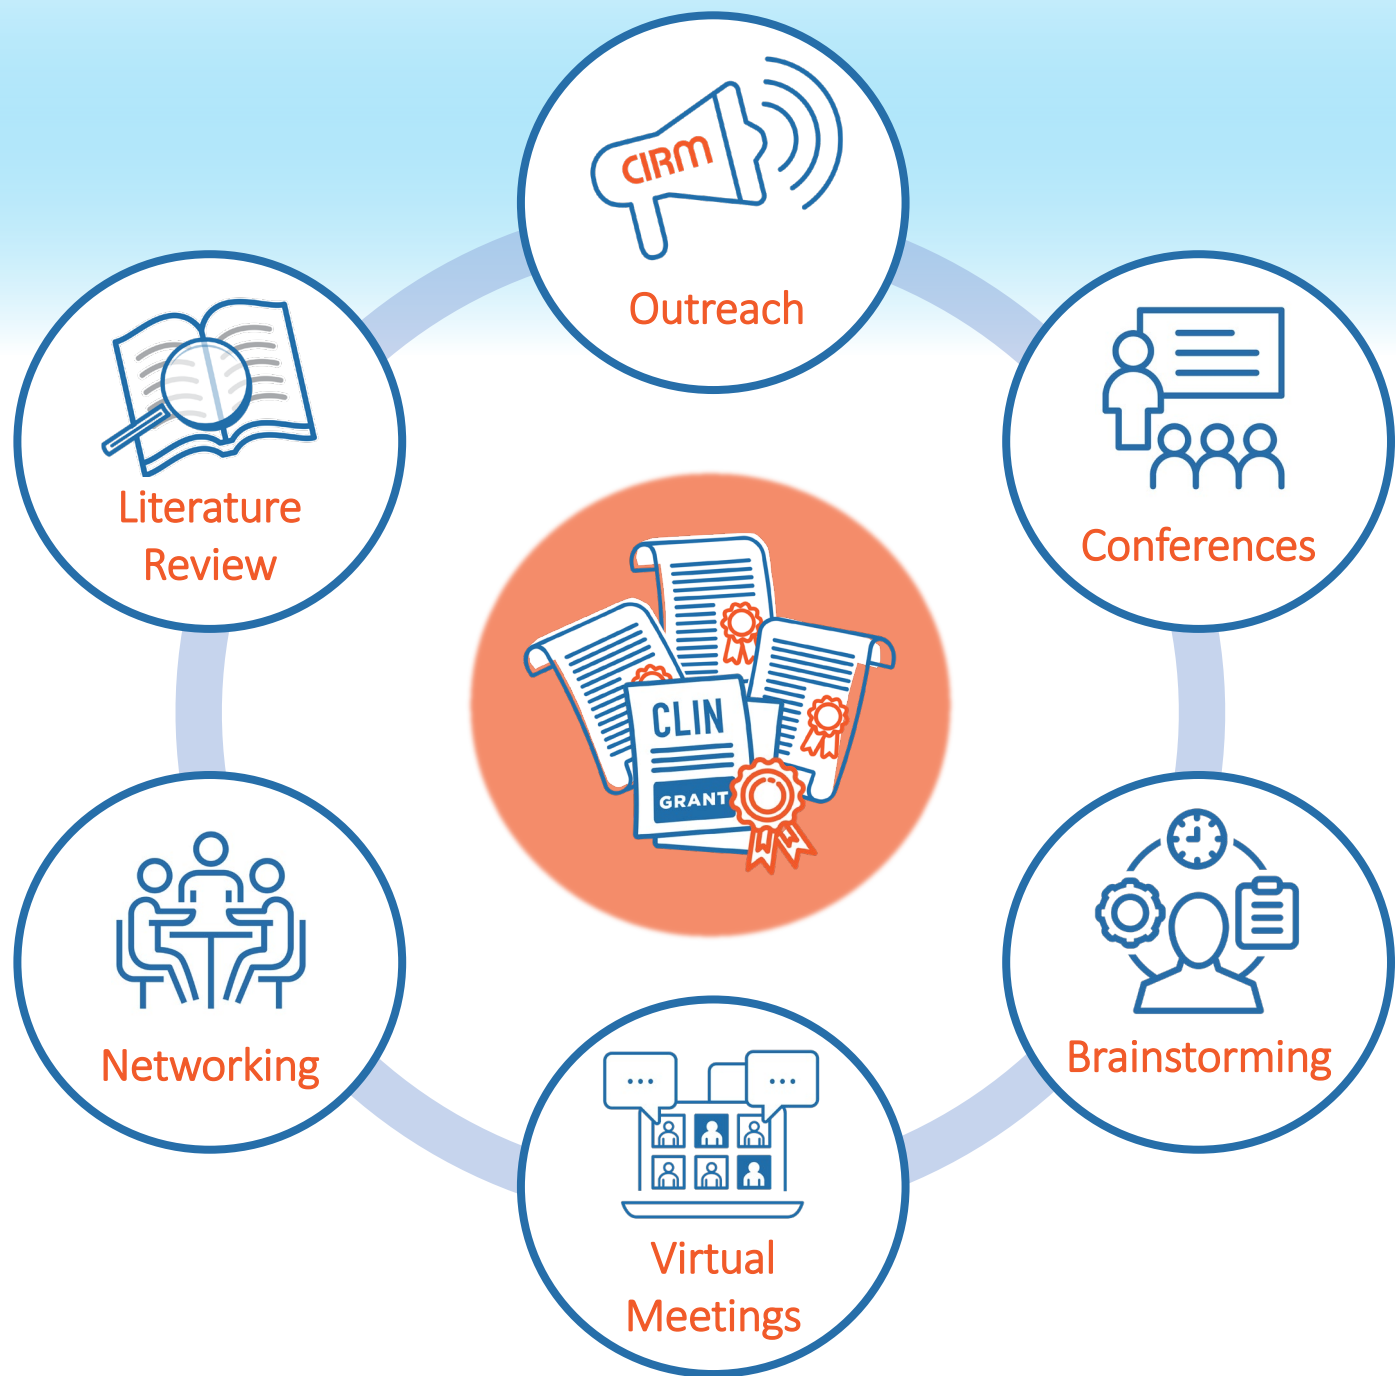 CIRM
Outreach
Conferences
Literature
Review
CLIN
GRANT
Brainstorming
Networking
Virtual
Meetings